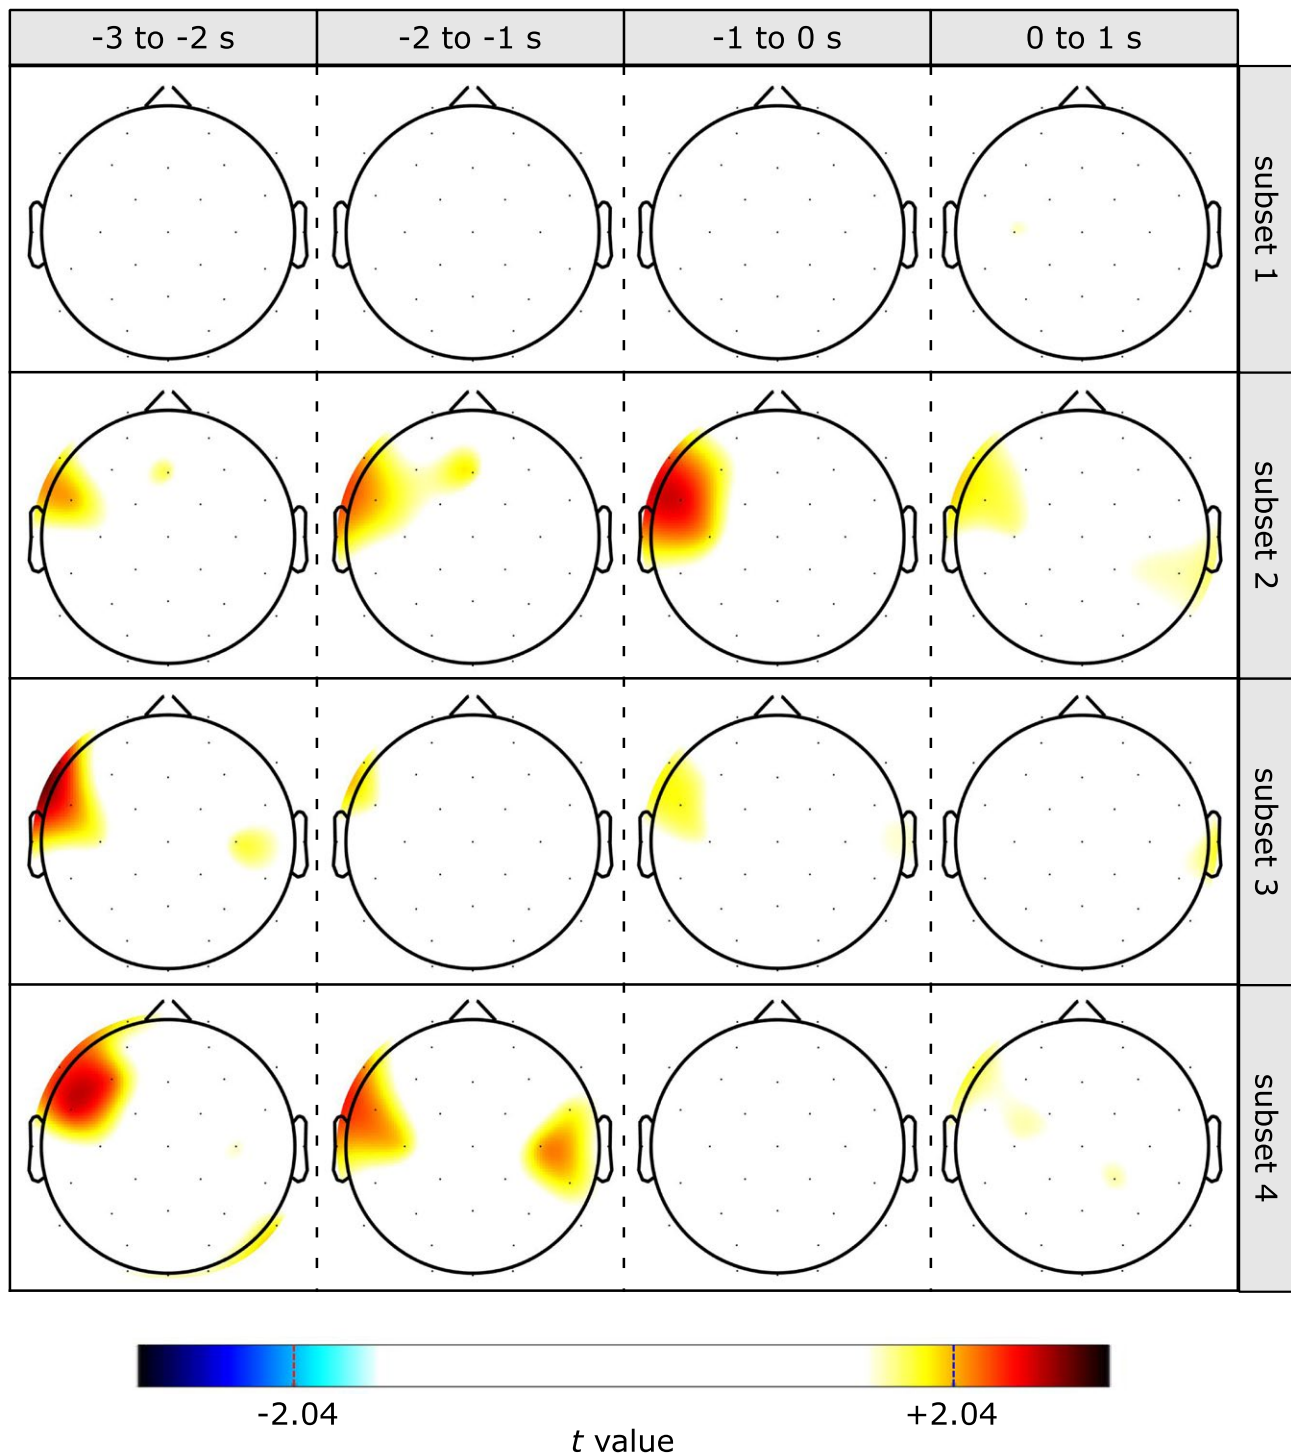 -3 to -2 s
-2 to -1 s
-1 to 0 s
0 to 1 s
subset 1
subset 2
subset 3
subset 4
-2.04
+2.04
t value